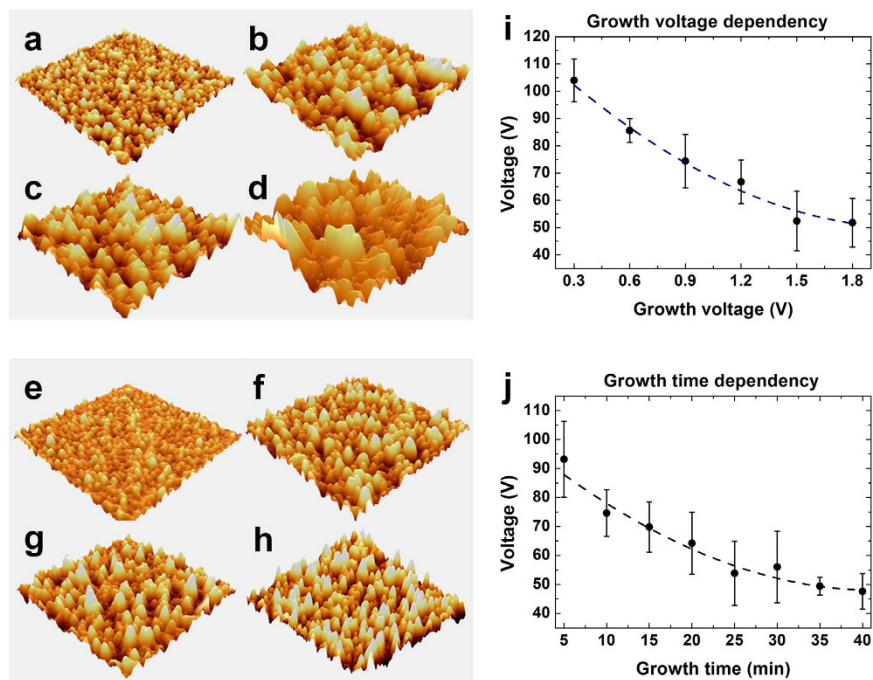 a
b
c
d
i
Growth voltage dependency
120
110
100
90
80
70
60
50
40
Voltage (V)
0.3 0.6 0.9 1.2 1.5 1.8
Growth voltage (V)
e
f
g
h
j
Growth time dependency
110
100
90
80
70
60
50
40
Voltage (V)
5 10 15 20 25 30 35 40
Growth time (min)